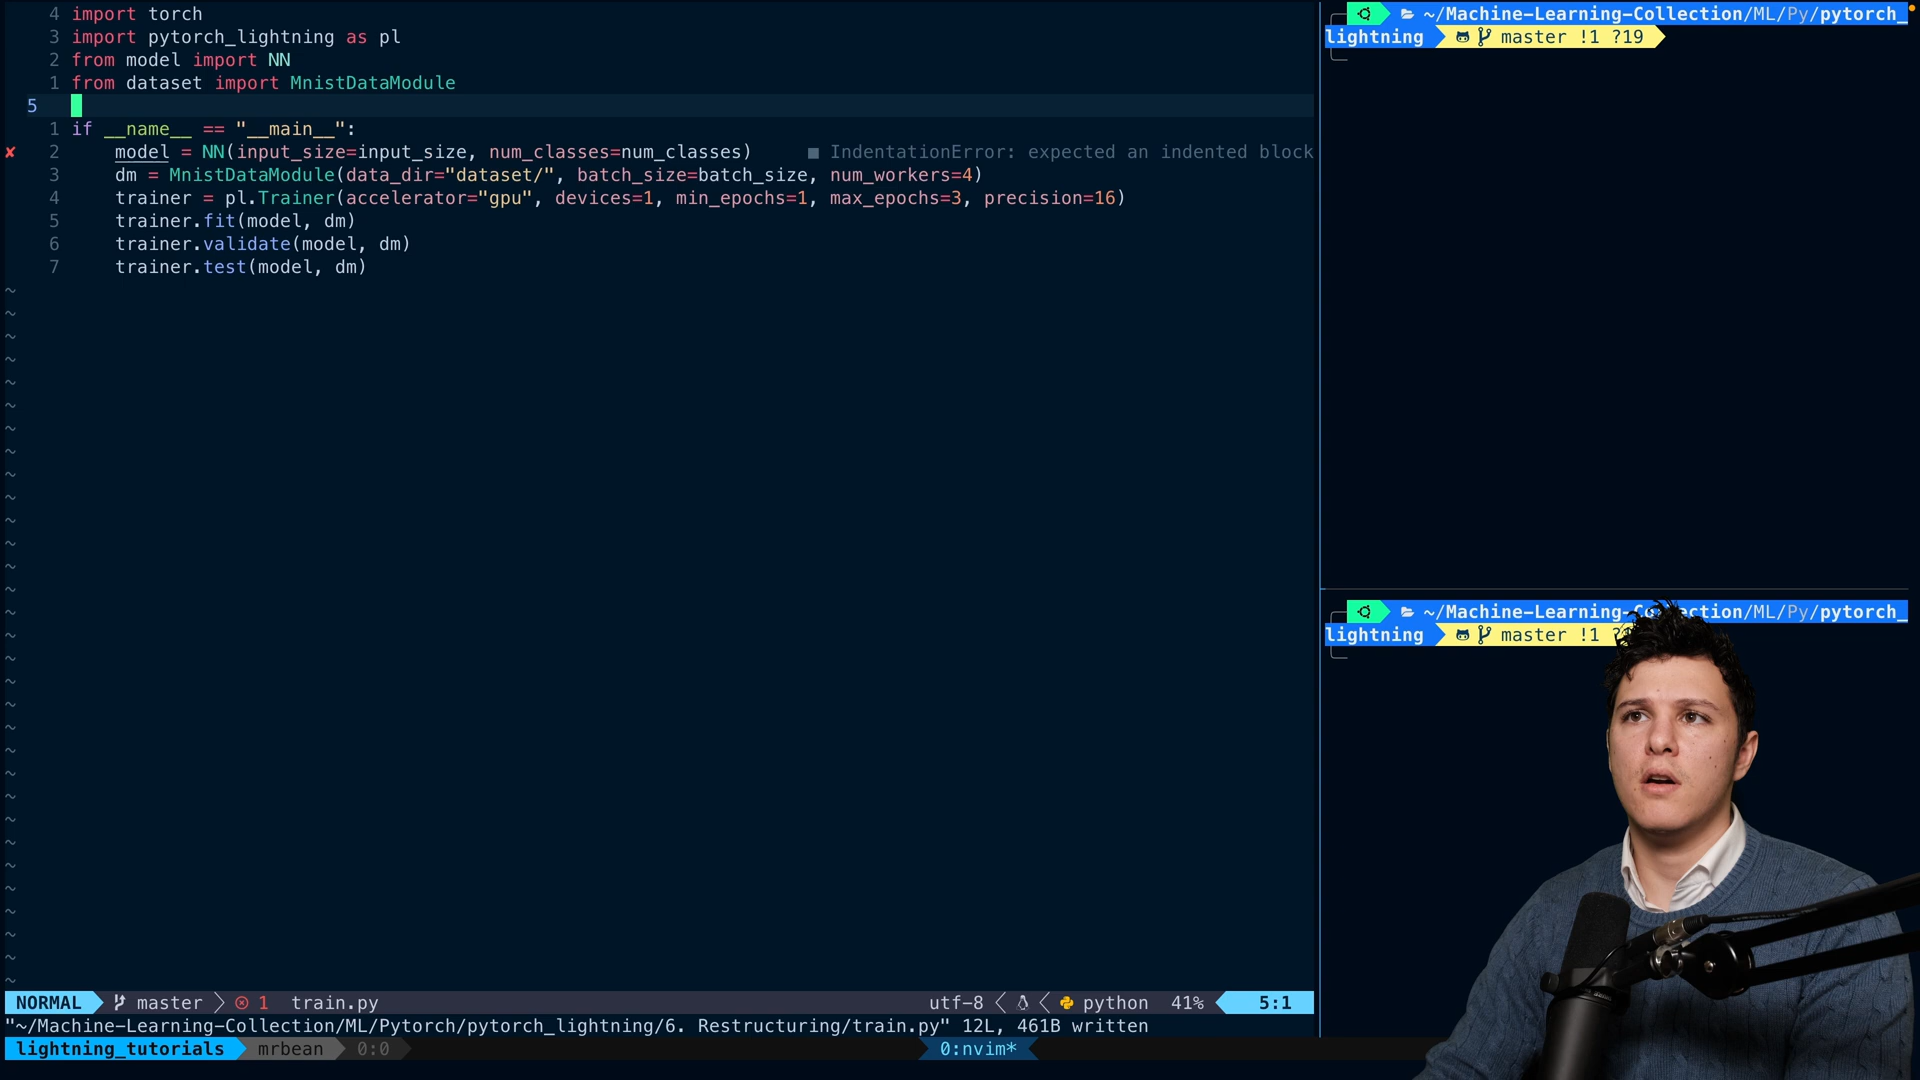 4 import torch
3 import pytorch_lightning as pl
2 from model import NN
1 from dataset import MnistDataModule
5
1 if __name__ == "__main__":
2 model = NN(input_size=input_size, num_classes=num_classes) ■ IndentationError: expected an indented block
3 dm = MnistDataModule(data_dir="dataset/", batch_size=batch_size, num_workers=4)
4 trainer = pl.Trainer(accelerator="gpu", devices=1, min_epochs=1, max_epochs=3, precision=16)
5 trainer.fit(model, dm)
6 trainer.validate(model, dm)
7 trainer.test(model, dm)
NORMAL master 1 train.py utf-8 python 41% 5:1
"~/Machine-Learning-Collection/ML/Pytorch/pytorch_lightning/6. Restructuring/train.py" 12L, 461B written
lightning_tutorials mrbean 0:0 0:nvim*
~/Machine-Learning-Collection/ML/Py/pytorch_
lightning master !1 ?19
~/Machine-Learning-Collection/ML/Py/pytorch_
lightning master !1